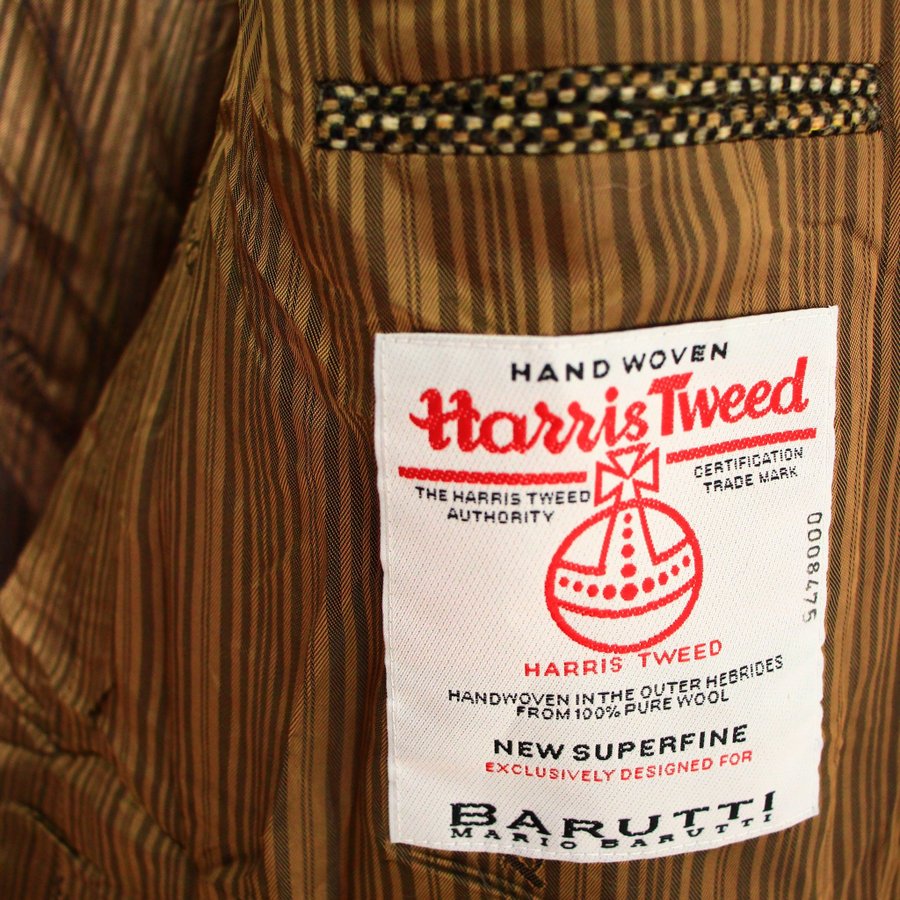 HAND WOVEN
Harris Tweed
THE HARRIS TWEED
AUTHORITY
CERTIFICATION
TRADE MARK
0008475
HARRIS TWEED
HANDWOVEN IN THE OUTER HEBRIDES
FROM 100% PURE WOOL
NEW SUPERFINE
EXCLUSIVELY DESIGNED FOR
BARUTTI
MARIO BARUTTI